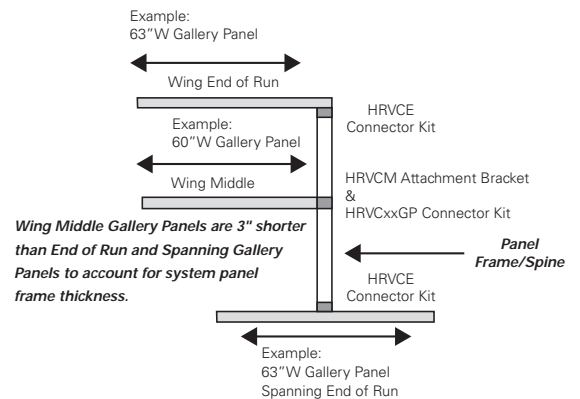 Example:
63”W Gallery Panel
Wing End of Run
HRVCE
Connector Kit
Example:
60”W Gallery Panel
Wing Middle
HRVCM Attachment Bracket
&
HRVCxxGP Connector Kit
Wing Middle Gallery Panels are 3" shorter
than End of Run and Spanning Gallery
Panels to account for system panel
frame thickness.
Panel
Frame/Spine
HRVCE
Connector Kit
Example:
63”W Gallery Panel
Spanning End of Run